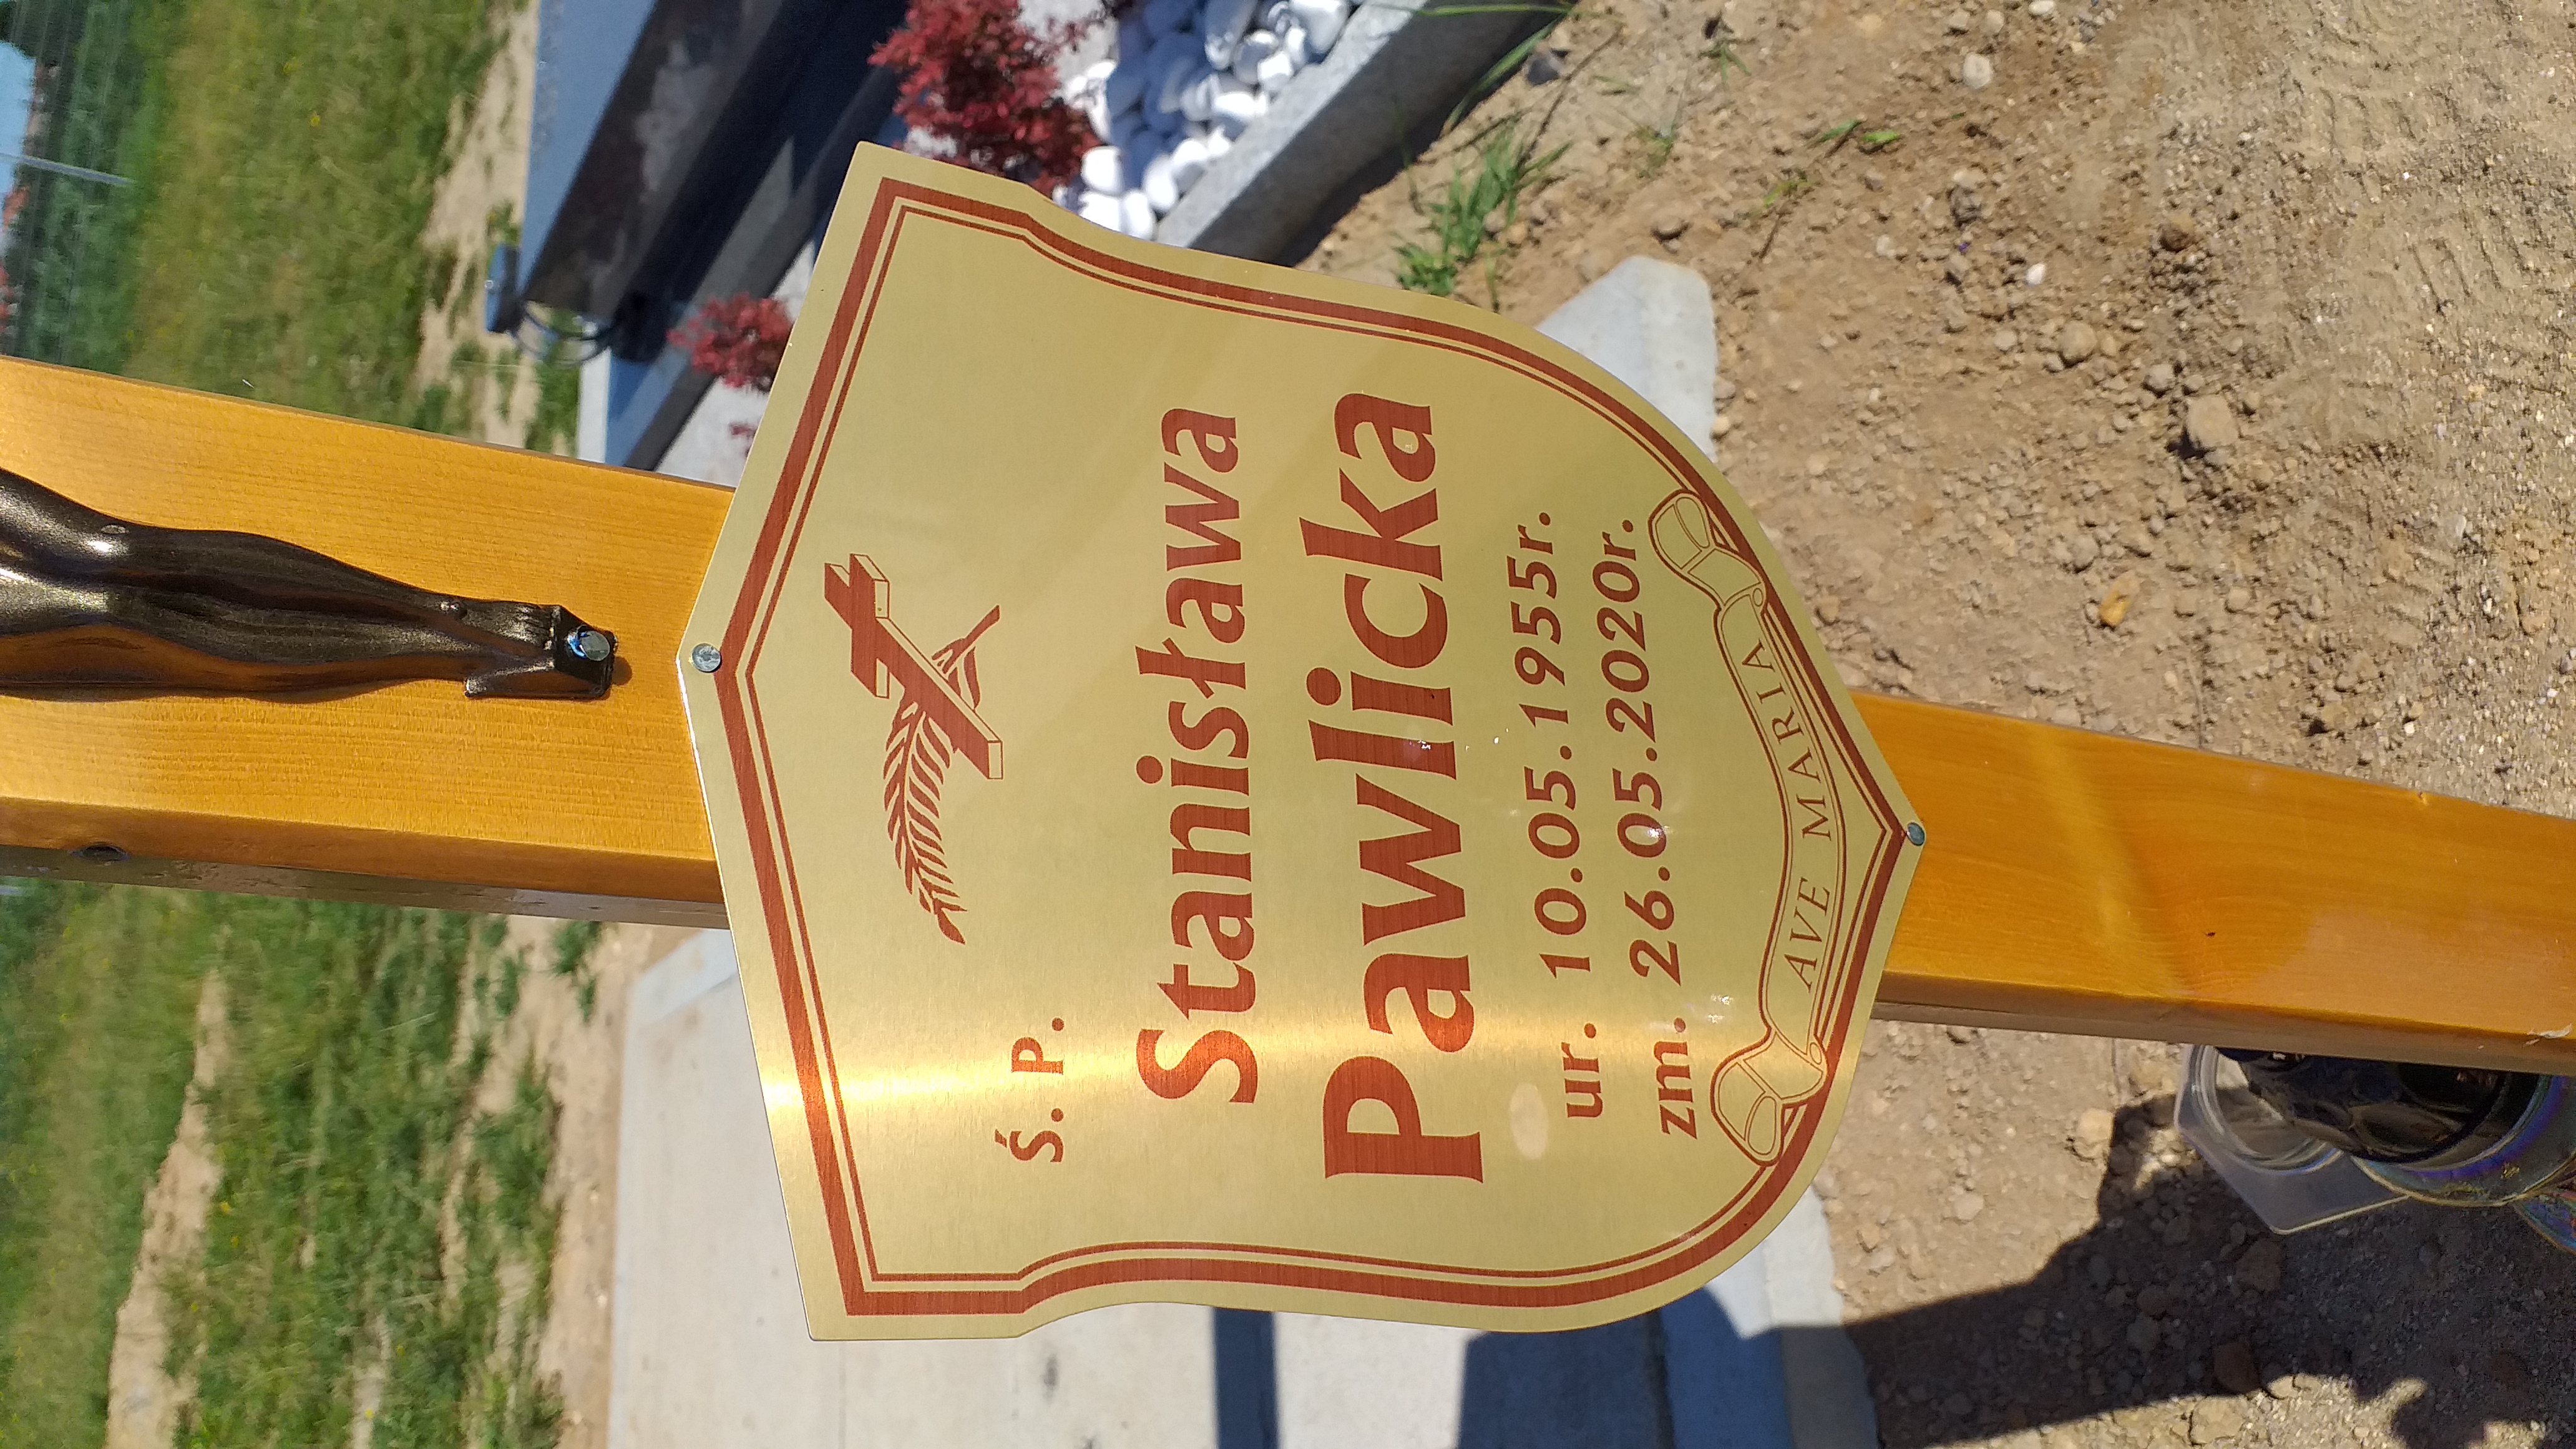 Ś. P.
Stanisława
Pawlicka
ur. 10.05.1955r.
zm. 26.05.2020r.
AVE MARIA